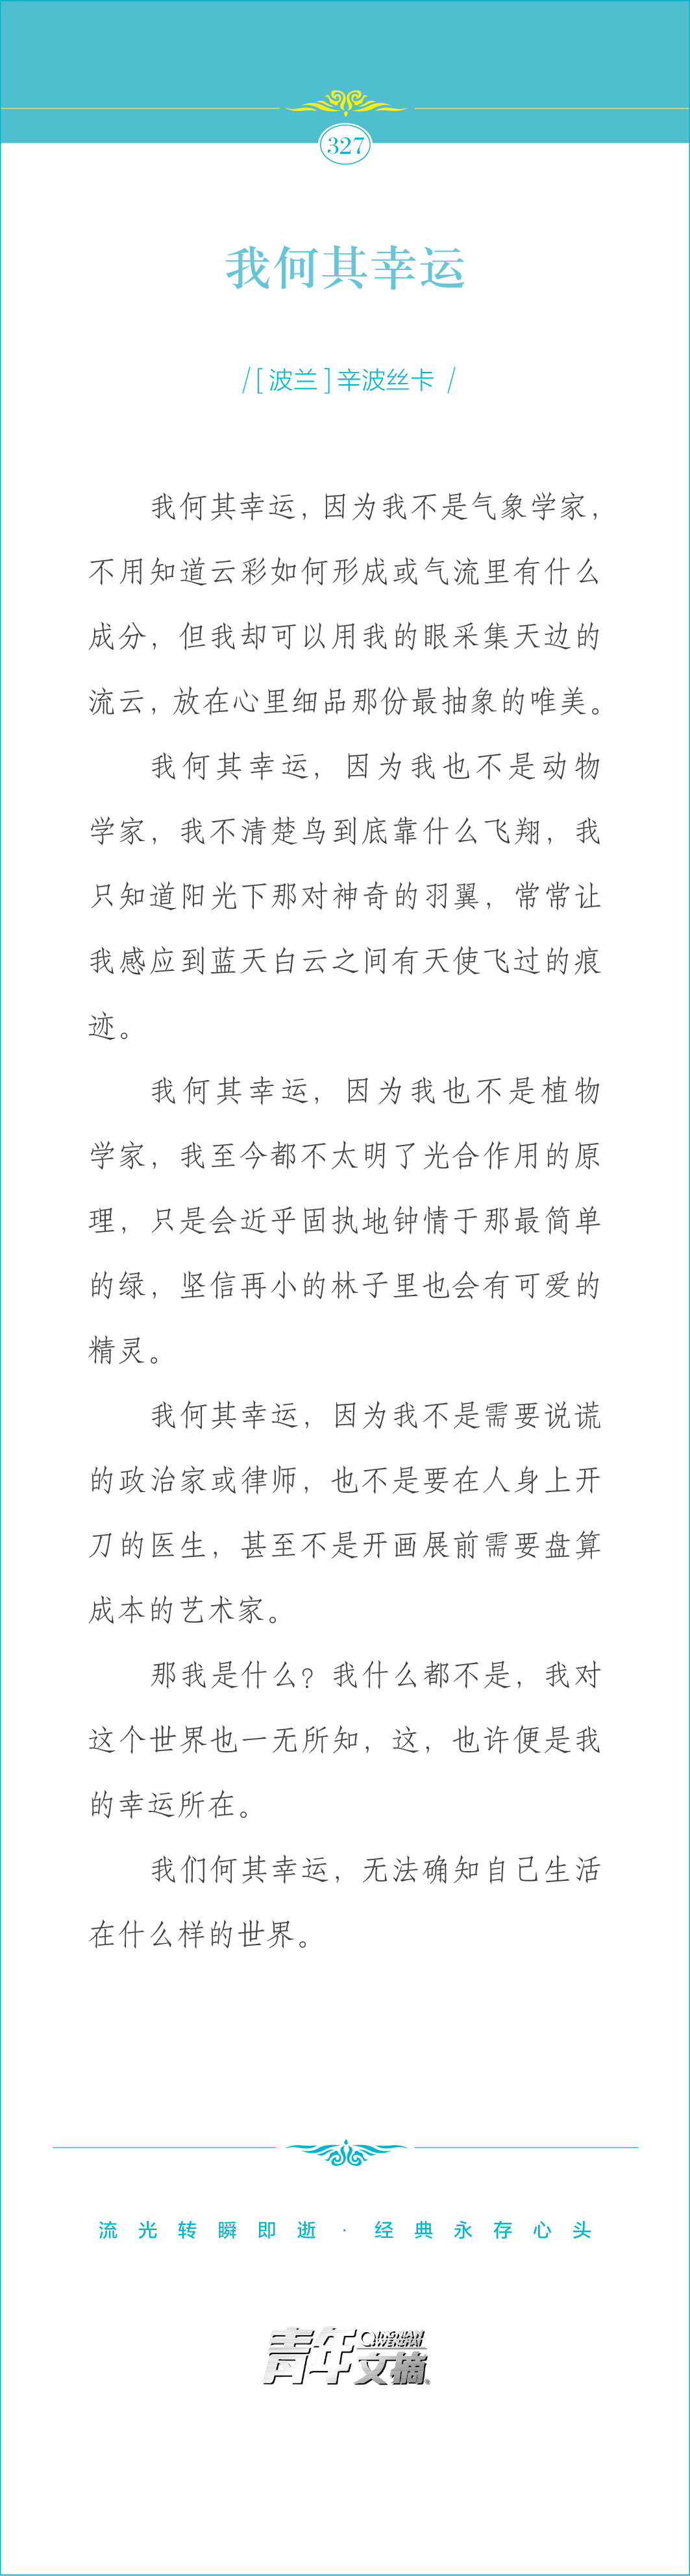 327
我何其幸运
/ [ 波兰 ] 辛波丝卡 /
我何其幸运，因为我不是气象学家，
不用知道云彩如何形成或气流里有什么
成分，但我却可以用我的眼采集天边的
流云，放在心里细品那份最抽象的唯美。
我何其幸运，因为我也不是动物
学家，我不清楚鸟到底靠什么飞翔，我
只知道阳光下那对神奇的羽翼，常常让
我感应到蓝天白云之间有天使飞过的痕
迹。
我何其幸运，因为我也不是植物
学家，我至今都不太明了光合作用的原
理，只是会近乎固执地钟情于那最简单
的绿，坚信再小的林子里也会有可爱的
精灵。
我何其幸运，因为我不是需要说谎
的政治家或律师，也不是要在人身上开
刀的医生，甚至不是开画展前需要盘算
成本的艺术家。
那我是什么？我什么都不是，我对
这个世界也一无所知，这，也许便是我
的幸运所在。
我们何其幸运，无法确知自己生活
在什么样的世界。
流光转瞬即逝 · 经典永存心头
青年文摘